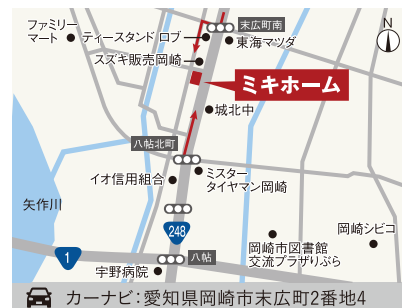 ファミリー
マート
ティースタンド ロブ
末広町南
東海マツダ
N
スズキ販売岡崎
ミキホーム
城北中
八帖北町
イオ信用組合
ミスター
タイヤマン岡崎
矢作川
248
1
八帖
宇野病院
岡崎市図書館
交流プラザりぶら
岡崎シビコ
カーナビ：愛知県岡崎市末広町2番地4